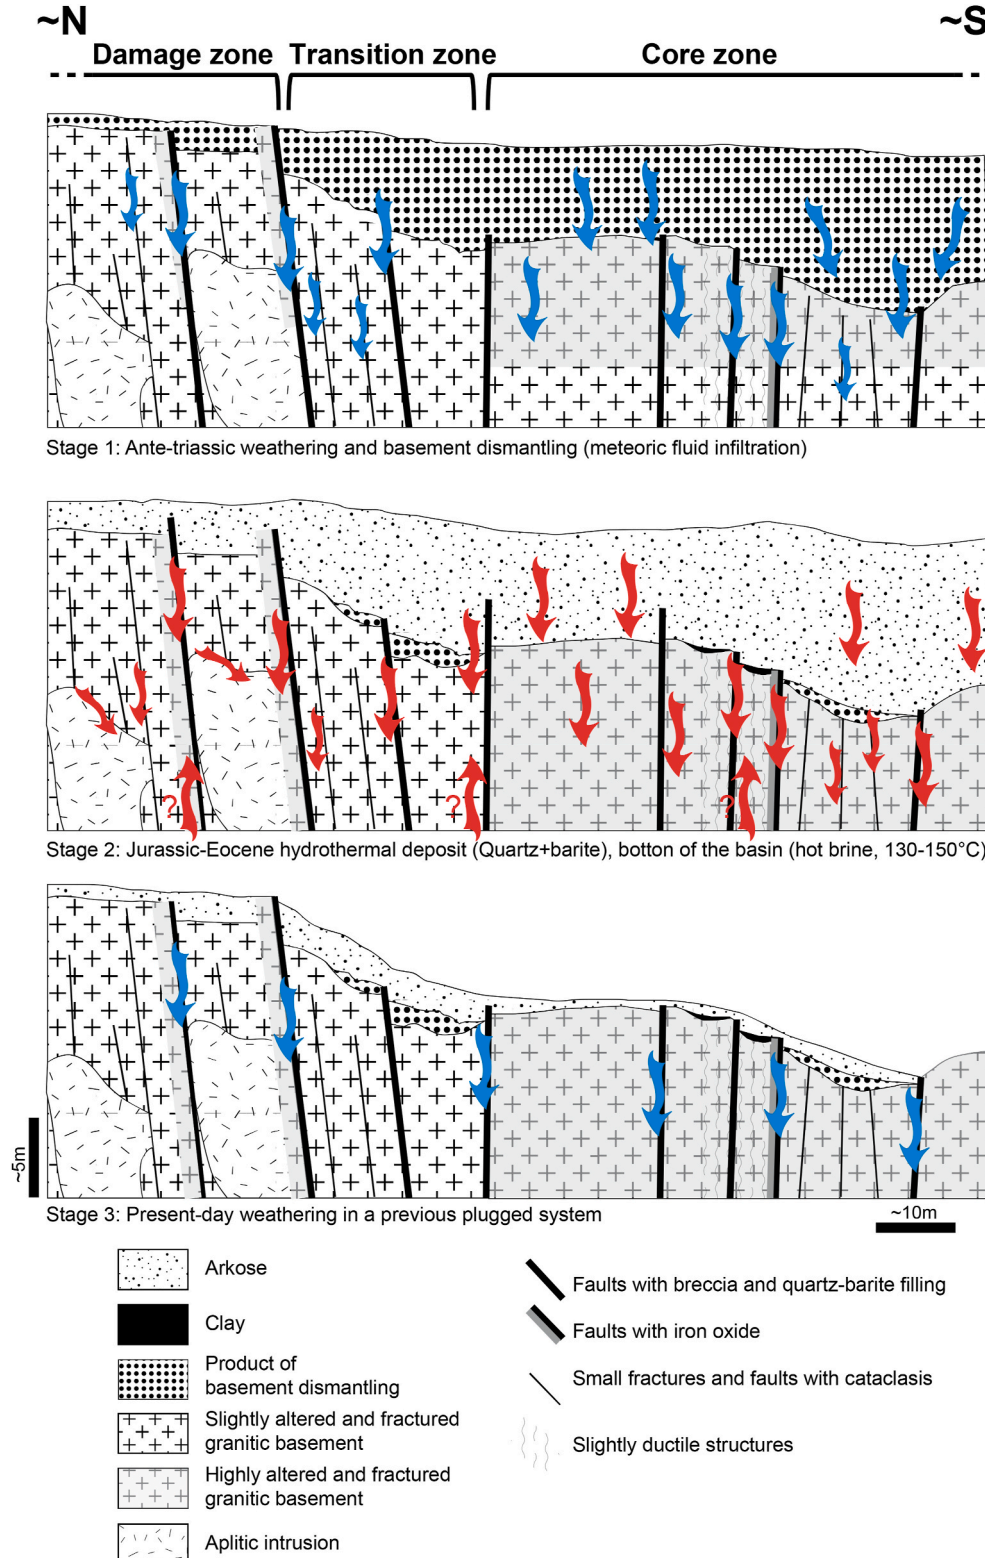 ~N
~S
Damage zone
Transition zone
Core zone
Stage 1: Ante-triassic weathering and basement dismantling (meteoric fluid infiltration)
?
?
?
Stage 2: Jurassic-Eocene hydrothermal deposit (Quartz+barite), botton of the basin (hot brine, 130-150°C)
~5m
Stage 3: Present-day weathering in a previous plugged system
~10m
Arkose
Clay
Product of
basement dismantling
Slightly altered and fractured
granitic basement
Highly altered and fractured
granitic basement
Aplitic intrusion
Faults with breccia and quartz-barite filling
Faults with iron oxide
Small fractures and faults with cataclasis
Slightly ductile structures